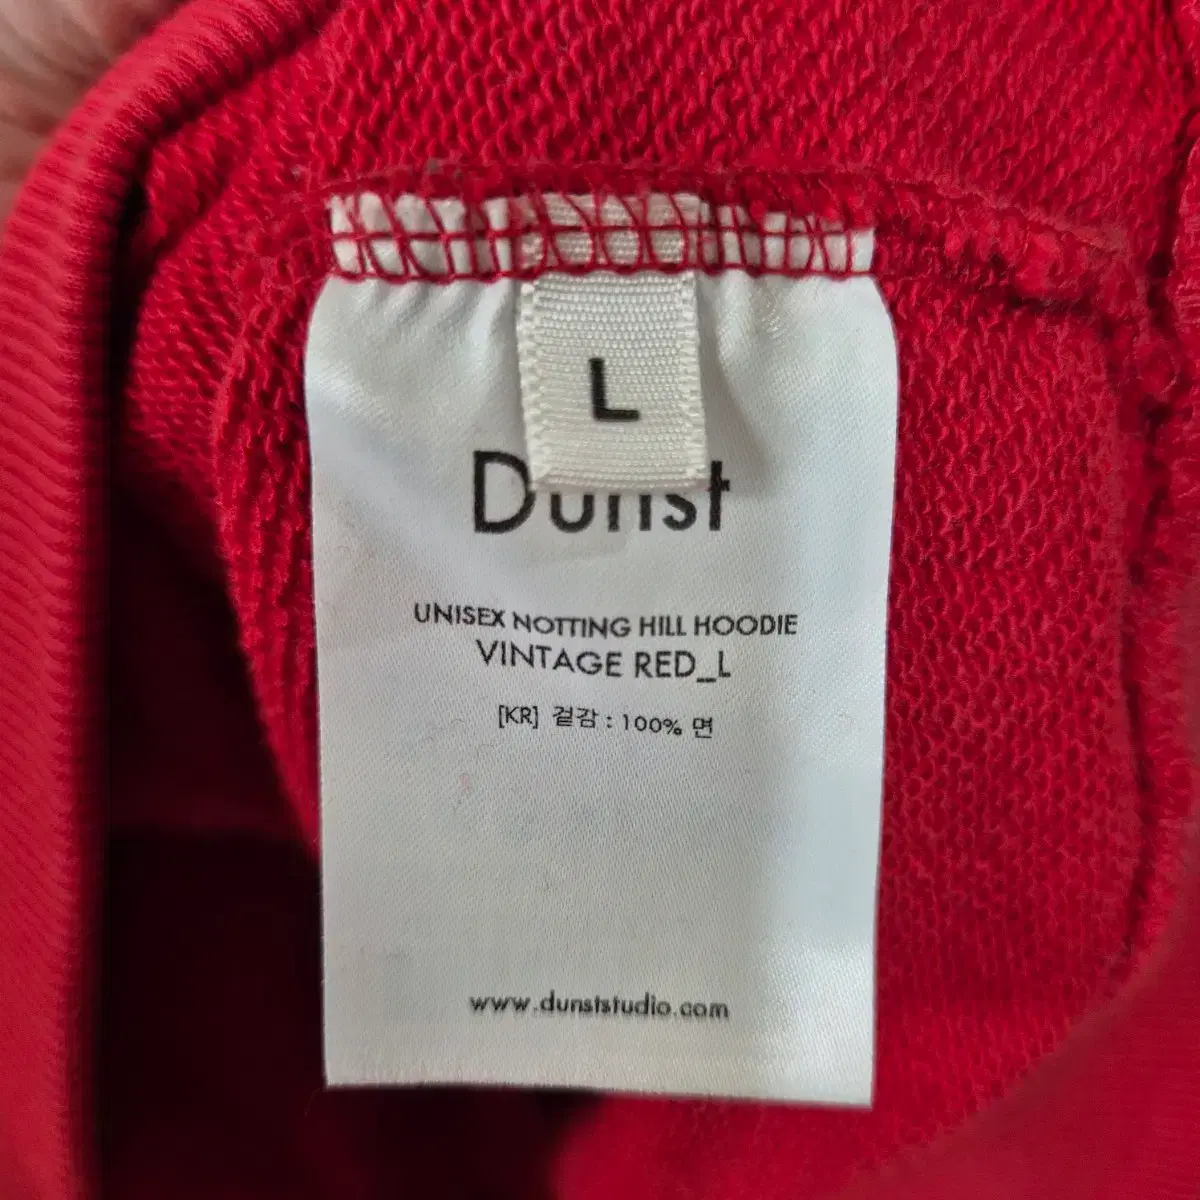 L
Dunst
UNISEX NOTTING HILL HOODIE
VINTAGE RED_L
[KR] 겉감 : 100% 면
www.dunststudio.com